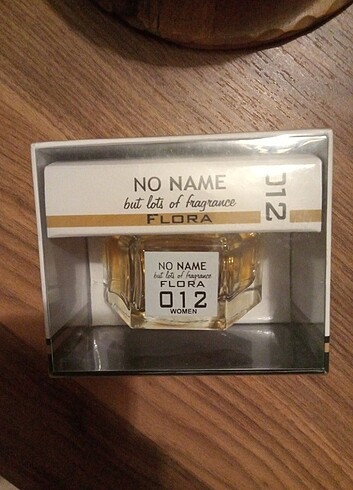 NO NAME
but lots of fragrance
FLORA
012
NO NAME
but lots of fragrance
FLORA
012
WOMEN